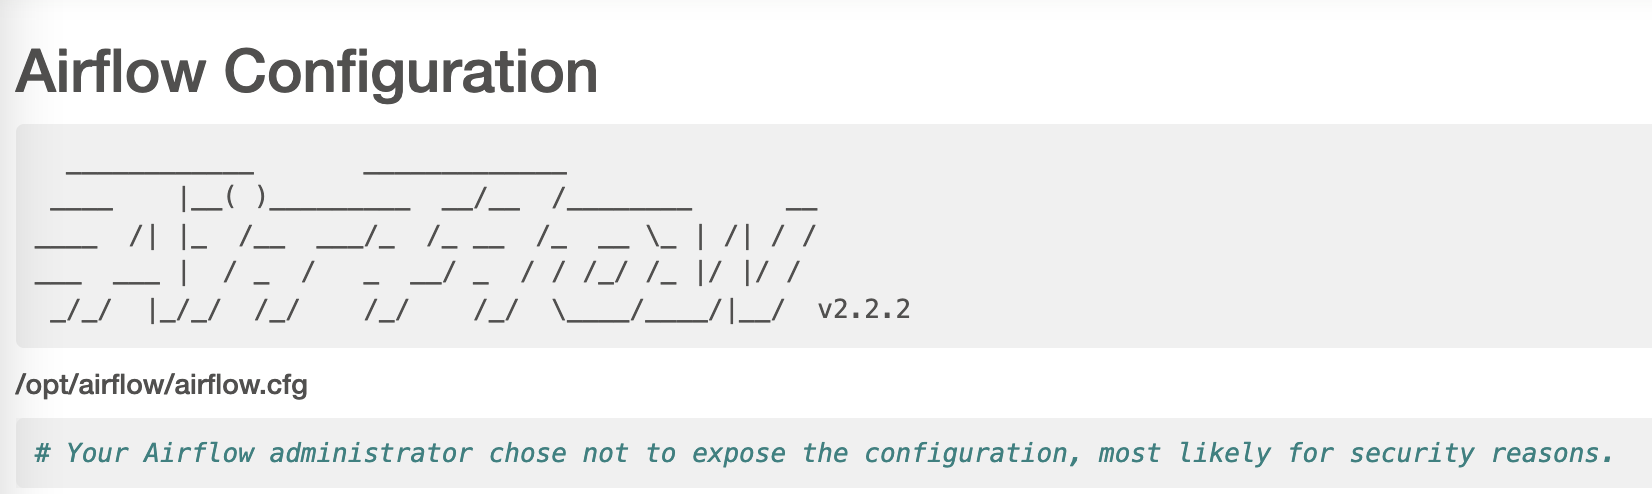 Airflow Configuration
  ____________       _____________
 ____    |__( )_________  __/__  /________      __
____  /| |_  /__  ___/_  /_ __  /_  __ \_ | /| / /
___  ___ |  / _  /   _  __/ _  / / /_/ /_ |/ |/ /
 _/_/  |_/_/  /_/    /_/    /_/  \____/____/|__/  v2.2.2
/opt/airflow/airflow.cfg
# Your Airflow administrator chose not to expose the configuration, most likely for security reasons.